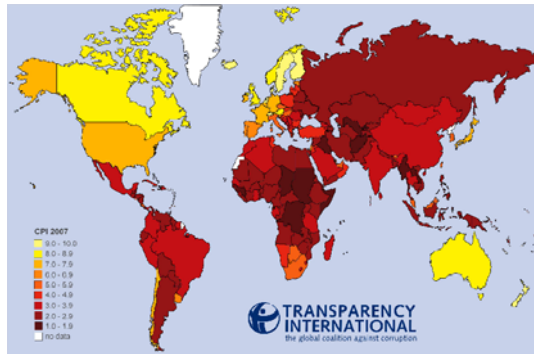 CPI 2007
9.0 - 10.0
8.0 - 8.9
7.0 - 7.9
6.0 - 6.9
5.0 - 5.9
4.0 - 4.9
3.0 - 3.9
2.0 - 2.9
1.0 - 1.9
no data
TRANSPARENCY
INTERNATIONAL
the global coalition against corruption